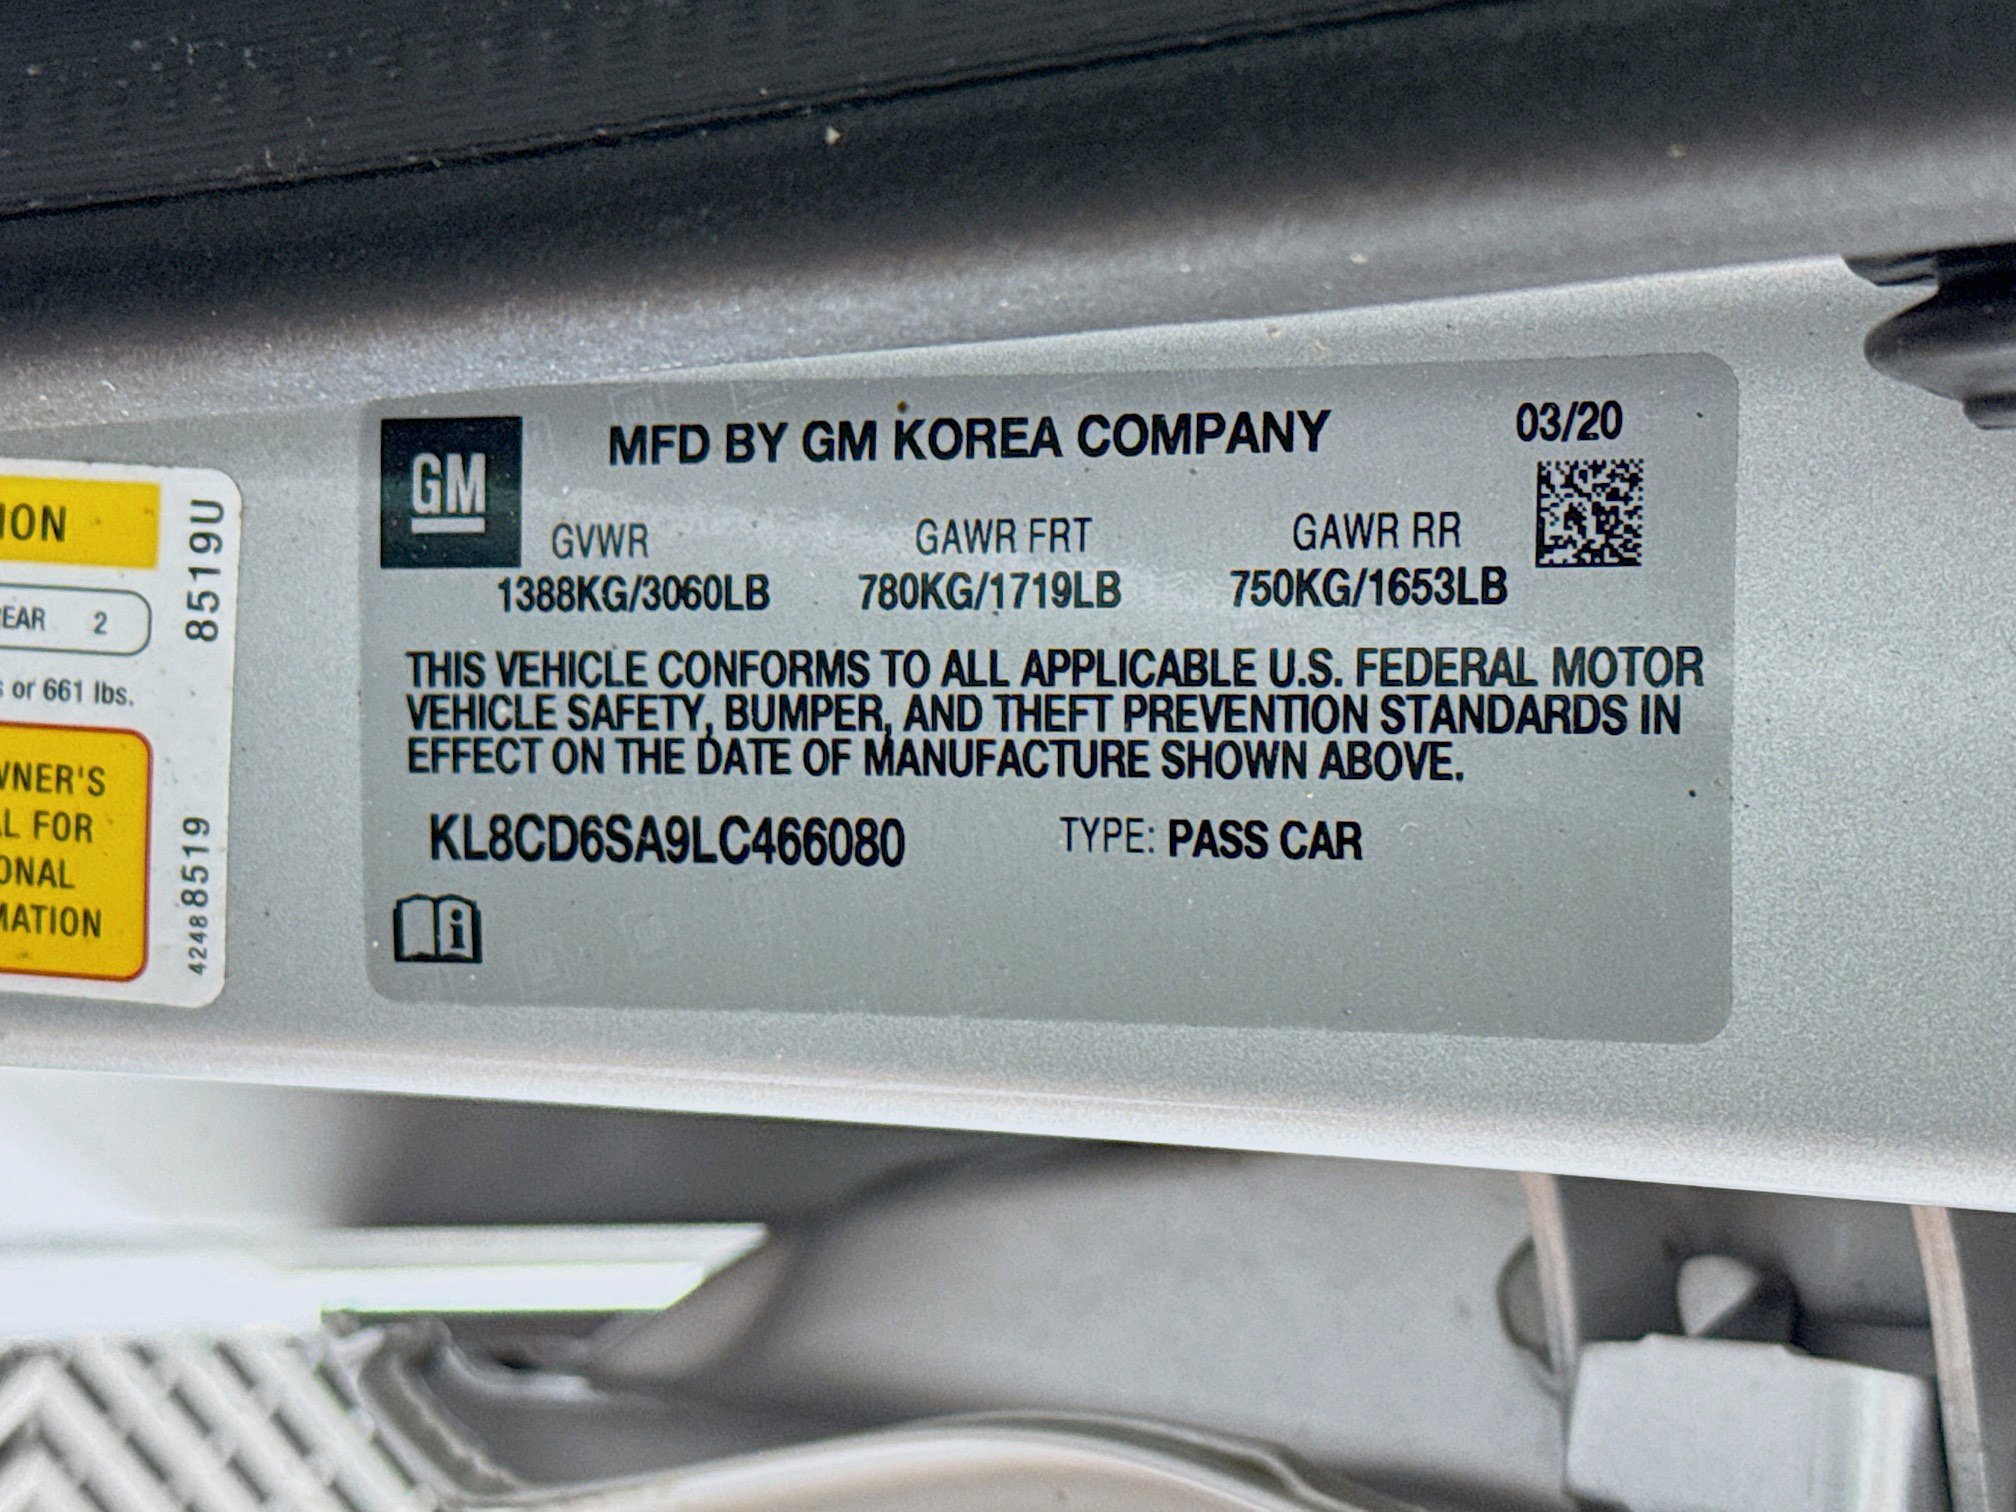 ION
REAR 2
s or 661 lbs.
8519U
WNER'S
AL FOR
ONAL
MATION
42488519
GM
MFD BY GM KOREA COMPANY 03/20
GVWR GAWR FRT GAWR RR
1388KG/3060LB 780KG/1719LB 750KG/1653LB
THIS VEHICLE CONFORMS TO ALL APPLICABLE U.S. FEDERAL MOTOR
VEHICLE SAFETY, BUMPER, AND THEFT PREVENTION STANDARDS IN
EFFECT ON THE DATE OF MANUFACTURE SHOWN ABOVE.
KL8CD6SA9LC466080 TYPE: PASS CAR
i